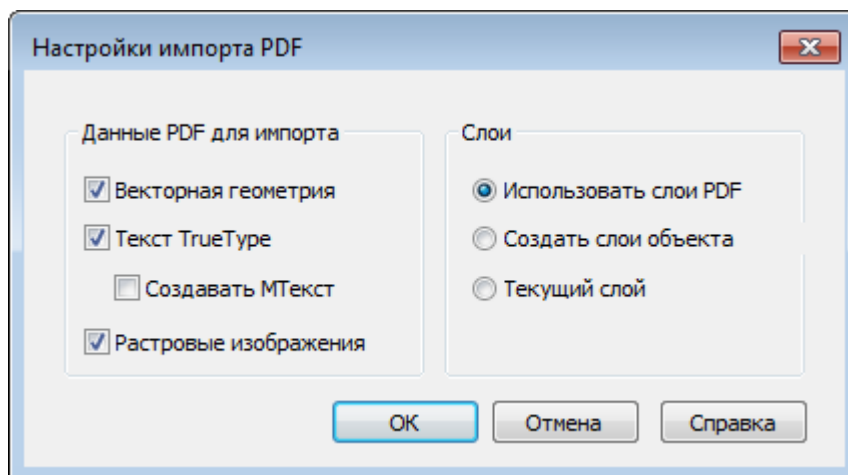 Настройки импорта PDF
Данные PDF для импорта
Векторная геометрия
Текст TrueType
Создавать МТекст
Растровые изображения
Слои
Использовать слои PDF
Создать слои объекта
Текущий слой
ОК
Отмена
Справка